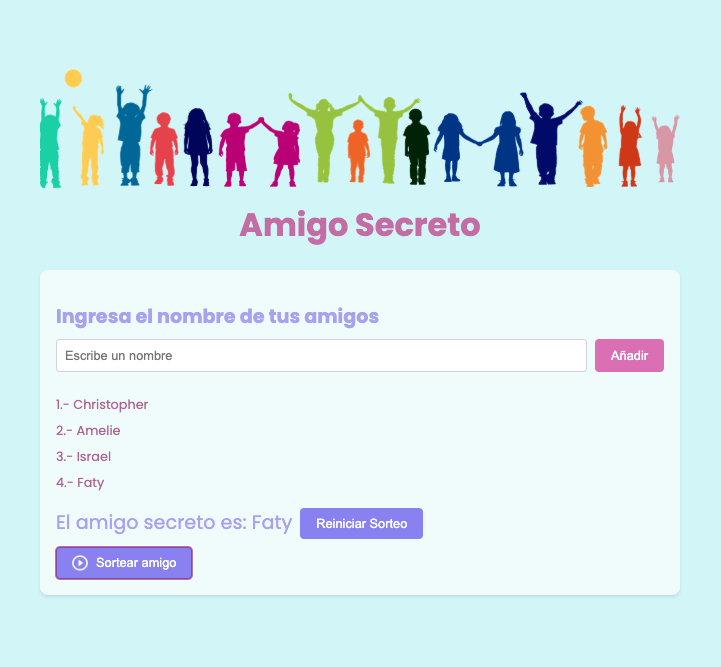 Amigo Secreto
Ingresa el nombre de tus amigos
Escribe un nombre
Añadir
1.- Christopher
2.- Amelie
3.- Israel
4.- Faty
El amigo secreto es: Faty
Reiniciar Sorteo
Sortear amigo